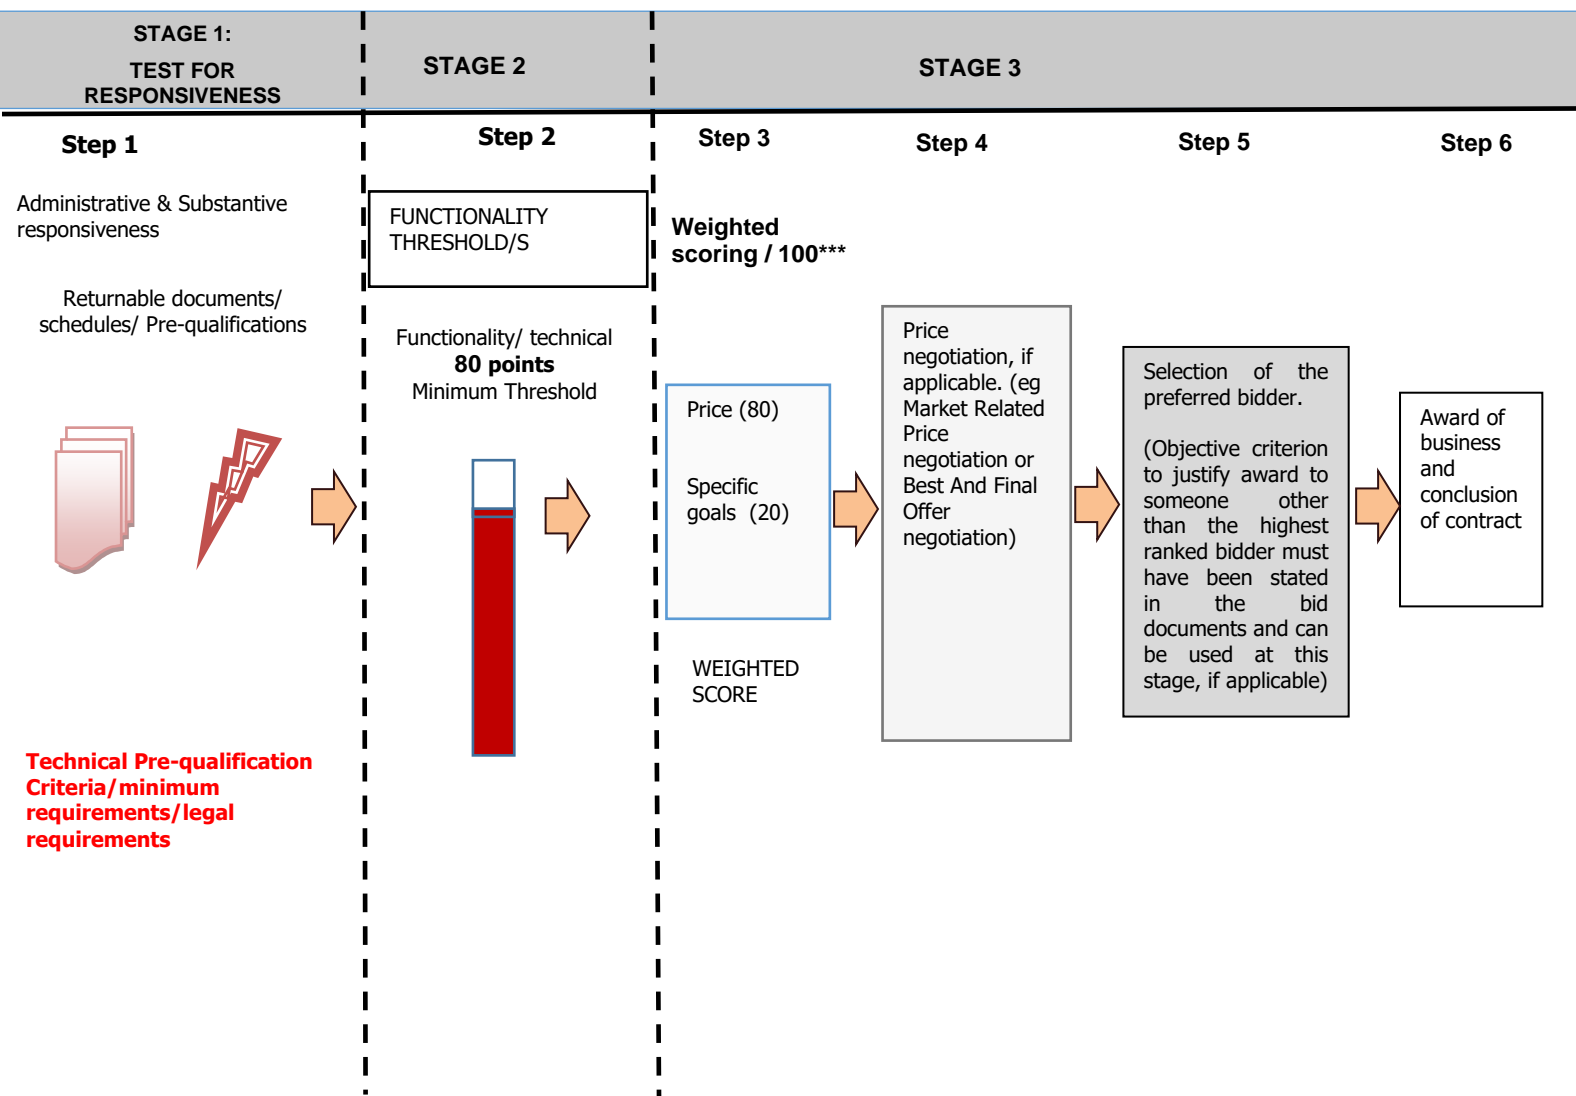 STAGE 1:
TEST FOR
RESPONSIVENESS
STAGE 2
STAGE 3
Step 1
Step 2
Step 3
Step 4
Step 5
Step 6
Administrative & Substantive
responsiveness
Returnable documents/
schedules/ Pre-qualifications
Technical Pre-qualification
Criteria/minimum
requirements/legal
requirements
FUNCTIONALITY
THRESHOLD/S
Functionality/ technical
80 points
Minimum Threshold
Weighted
scoring / 100***
Price (80)
Specific
goals (20)
WEIGHTED
SCORE
Price
negotiation, if
applicable. (eg
Market Related
Price
negotiation or
Best And Final
Offer
negotiation)
Selection of the
preferred bidder.
(Objective criterion
to justify award to
someone other
than the highest
ranked bidder must
have been stated
in the bid
documents and can
be used at this
stage, if applicable)
Award of
business
and
conclusion
of contract